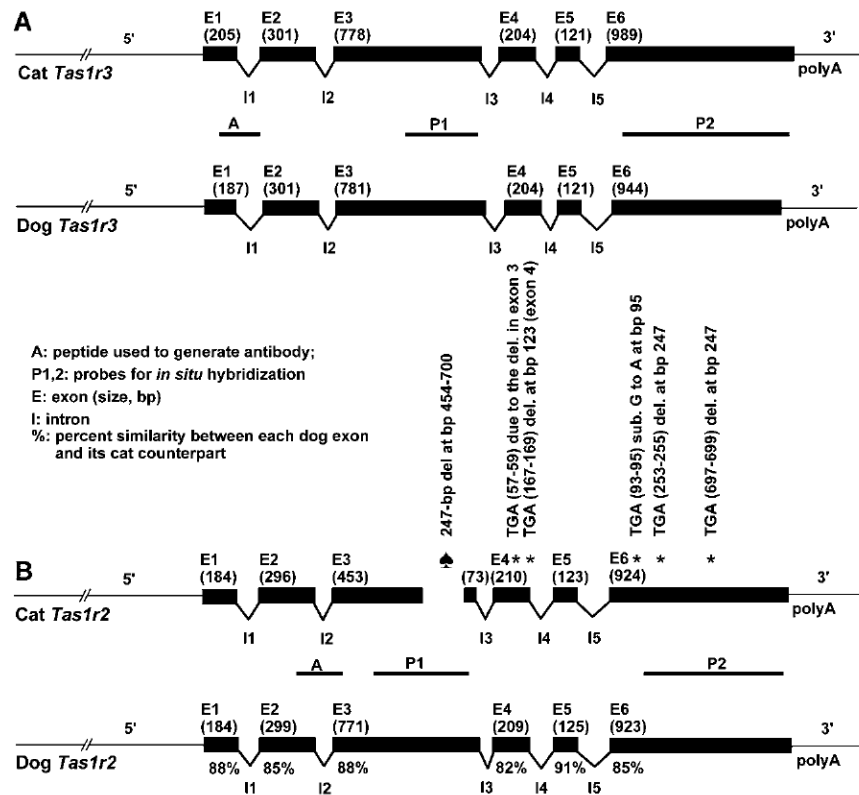 A
E1 E2 E3 E4 E5 E6
5' (205) (301) (778) (204) (121) (989) 3'
Cat Tas1r3 polyA
I1 I2 I3 I4 I5
A P1 P2
E1 E2 E3 E4 E5 E6
5' (187) (301) (781) (204) (121) (944) 3'
Dog Tas1r3 polyA
I1 I2 I3 I4 I5
A: peptide used to generate antibody;
P1,2: probes for in situ hybridization
E: exon (size, bp)
I: intron
%: percent similarity between each dog exon
and its cat counterpart
247-bp del at bp 454-700
TGA (57-59) due to the del. in exon 3
TGA (167-169) del. at bp 123 (exon 4)
TGA (93-95) sub. G to A at bp 95
TGA (253-255) del. at bp 247
TGA (697-699) del. at bp 247
B
♠
E1 E2 E3 E4 * * E5 E6 * * *
5' (184) (296) (453) (73) (210) (123) (924) 3'
Cat Tas1r2 polyA
I1 I2 I3 I4 I5
A P1 P2
E1 E2 E3 E4 E5 E6
5' (184) (299) (771) (209) (125) (923) 3'
Dog Tas1r2 polyA
88% 85% 88% 82% 91% 85%
I1 I2 I3 I4 I5